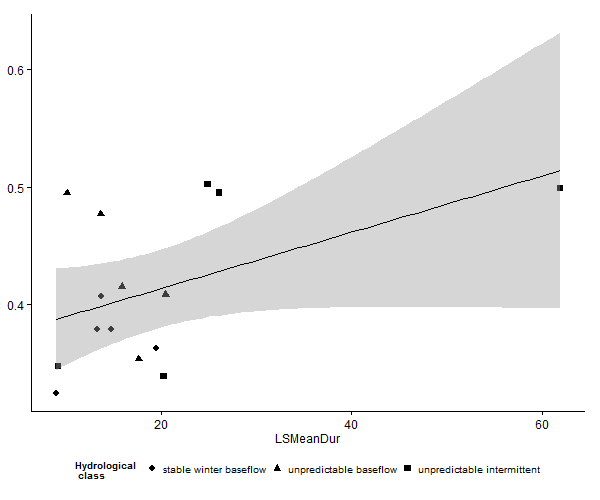 0.6
0.5
0.4
20 40 60
LSMeanDur
Hydrological
class
stable winter baseflow unpredictable baseflow unpredictable intermittent